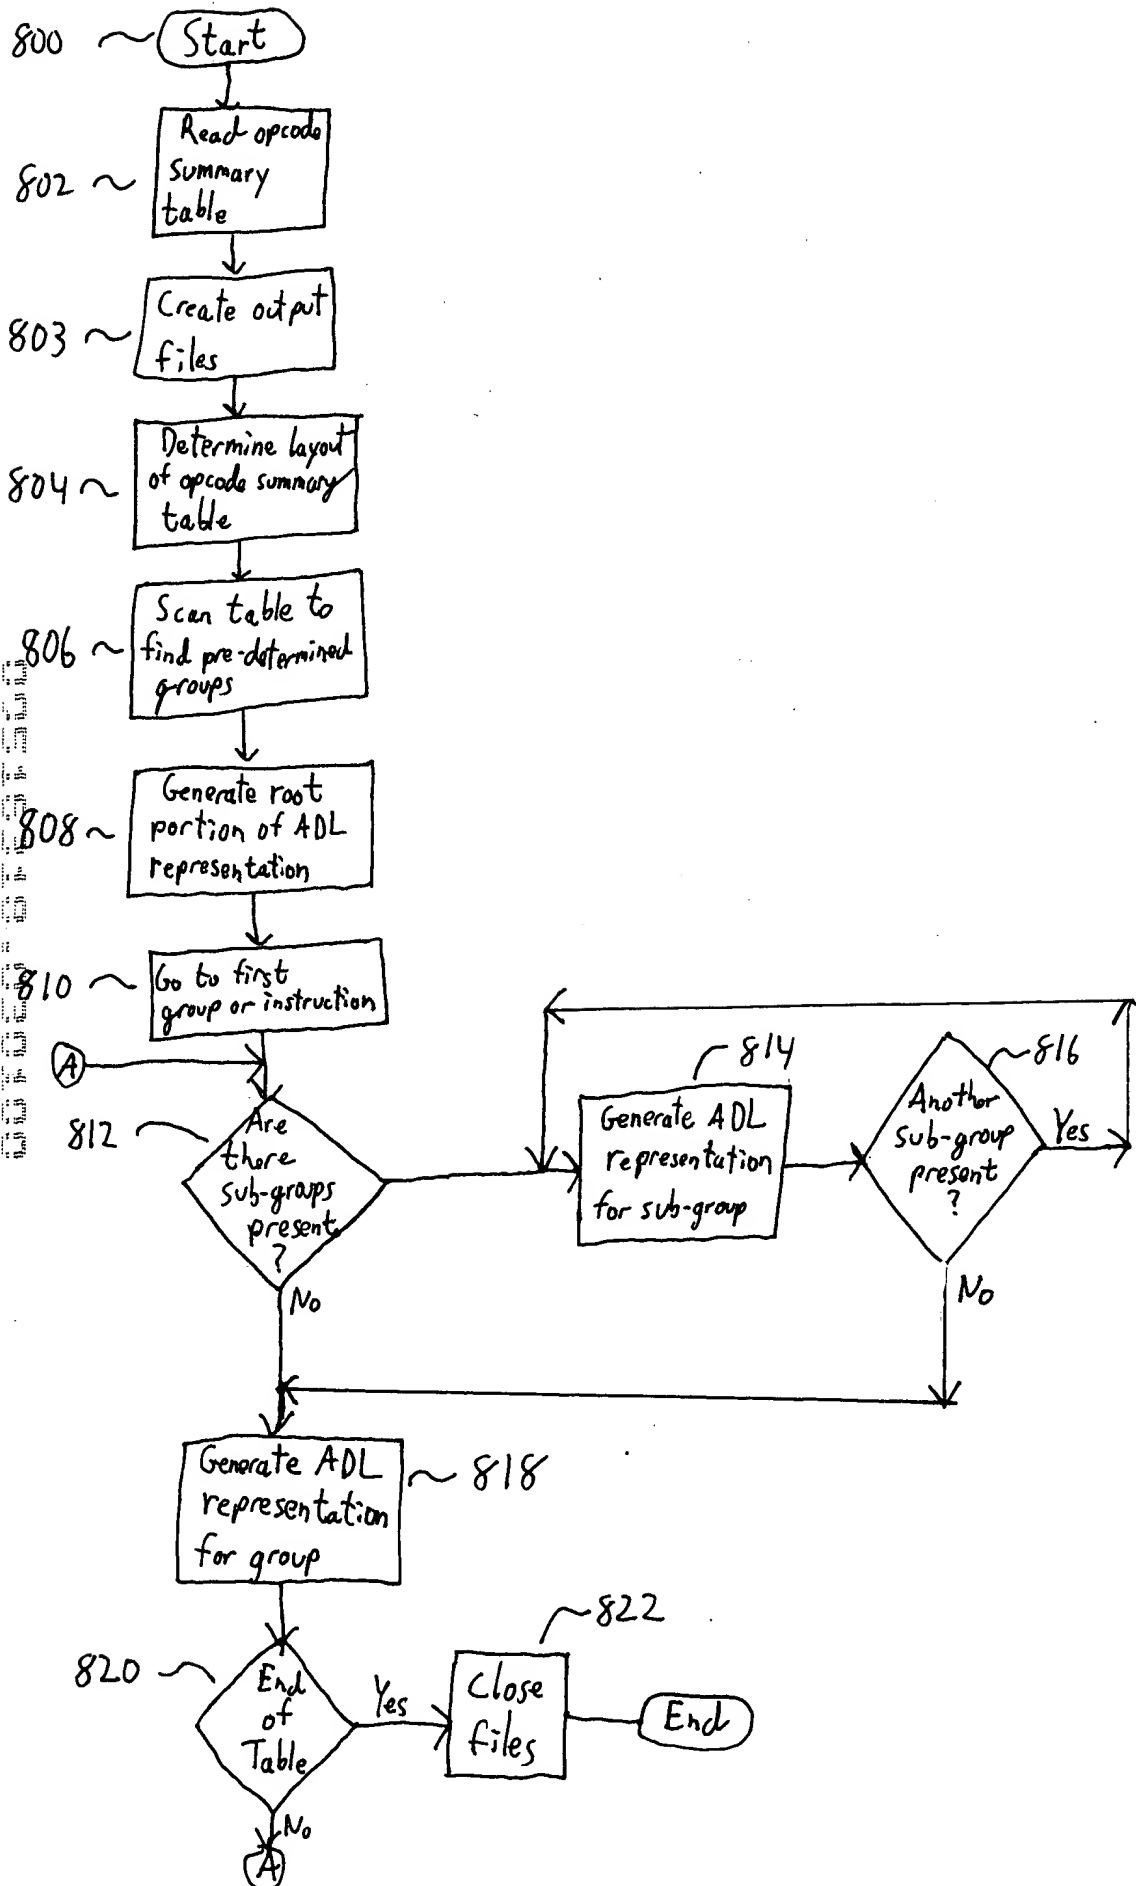 800
Start
802
Read opcode
summary
table
803
Create output
files
804
Determine layout
of opcode summary
table
806
Scan table to
find pre-determined
groups
808
Generate root
portion of ADL
representation
810
Go to first
group or instruction
A
812
Are
there
sub-groups
present
?
No
814
Generate ADL
representation
for sub-group
816
Another
sub-group
present
?
Yes
No
818
Generate ADL
representation
for group
820
End
of
Table
Yes
No
A
822
Close
files
End